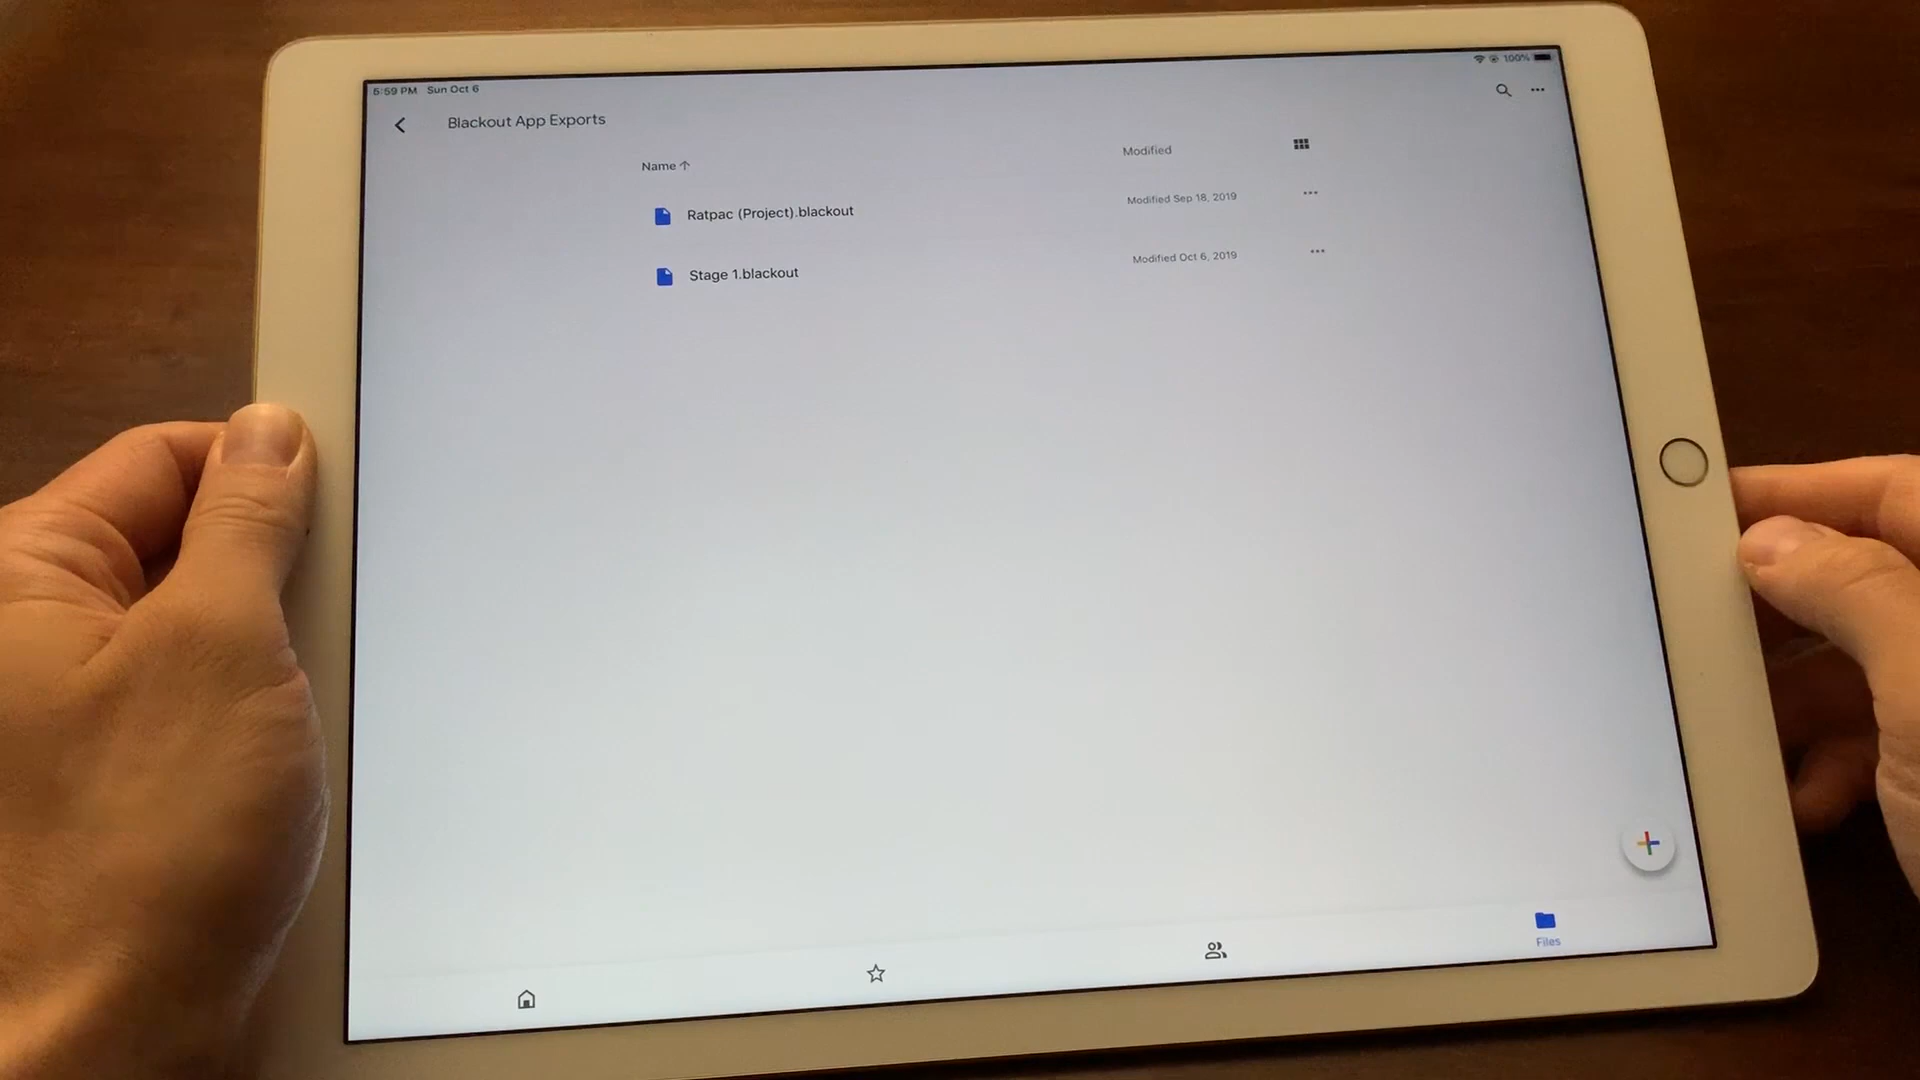 5:59 PM Sun Oct 6
100%
Blackout App Exports
Name ↑
Modified
Ratpac (Project).blackout
Modified Sep 18, 2019
Stage 1.blackout
Modified Oct 6, 2019
Files